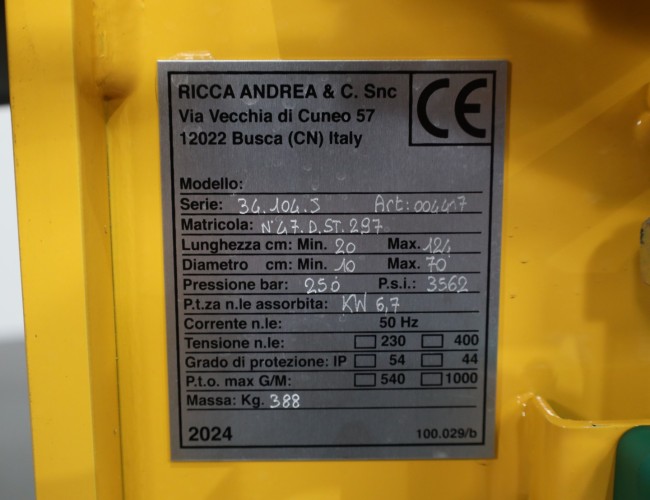 RICCA ANDREA & C. Snc
Via Vecchia di Cuneo 57
12022 Busca (CN) Italy
CE
Modello:
Serie: 34.104.S Art: 004417
Matricola: N°47.D.ST.297
Lunghezza cm: Min. 20 Max. 124
Diametro cm: Min. 10 Max. 70
Pressione bar: 250 P.s.i.: 3562
P.t.za n.le assorbita: KW 6,7
Corrente n.le: 50 Hz
Tensione n.le: 230 400
Grado di protezione: IP 54 44
P.t.o. max G/M: 540 1000
Massa: Kg. 388
2024 100.029/b